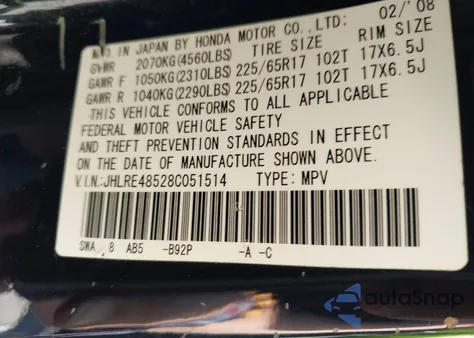 MFD IN JAPAN BY HONDA MOTOR CO.,LTD: 02/'08
GVWR 2070KG(4560LBS) TIRE SIZE RIM SIZE
GAWR F 1050KG(2310LBS) 225/65R17 102T 17X6.5J
GAWR R 1040KG(2290LBS) 225/65R17 102T 17X6.5J
THIS VEHICLE CONFORMS TO ALL APPLICABLE
FEDERAL MOTOR VEHICLE SAFETY
AND THEFT PREVENTION STANDARDS IN EFFECT
ON THE DATE OF MANUFACTURE SHOWN ABOVE.
V.I.N:JHLRE48528C051514 TYPE: MPV
SWA 8 AB5 -B92P -A -C
autoSnap